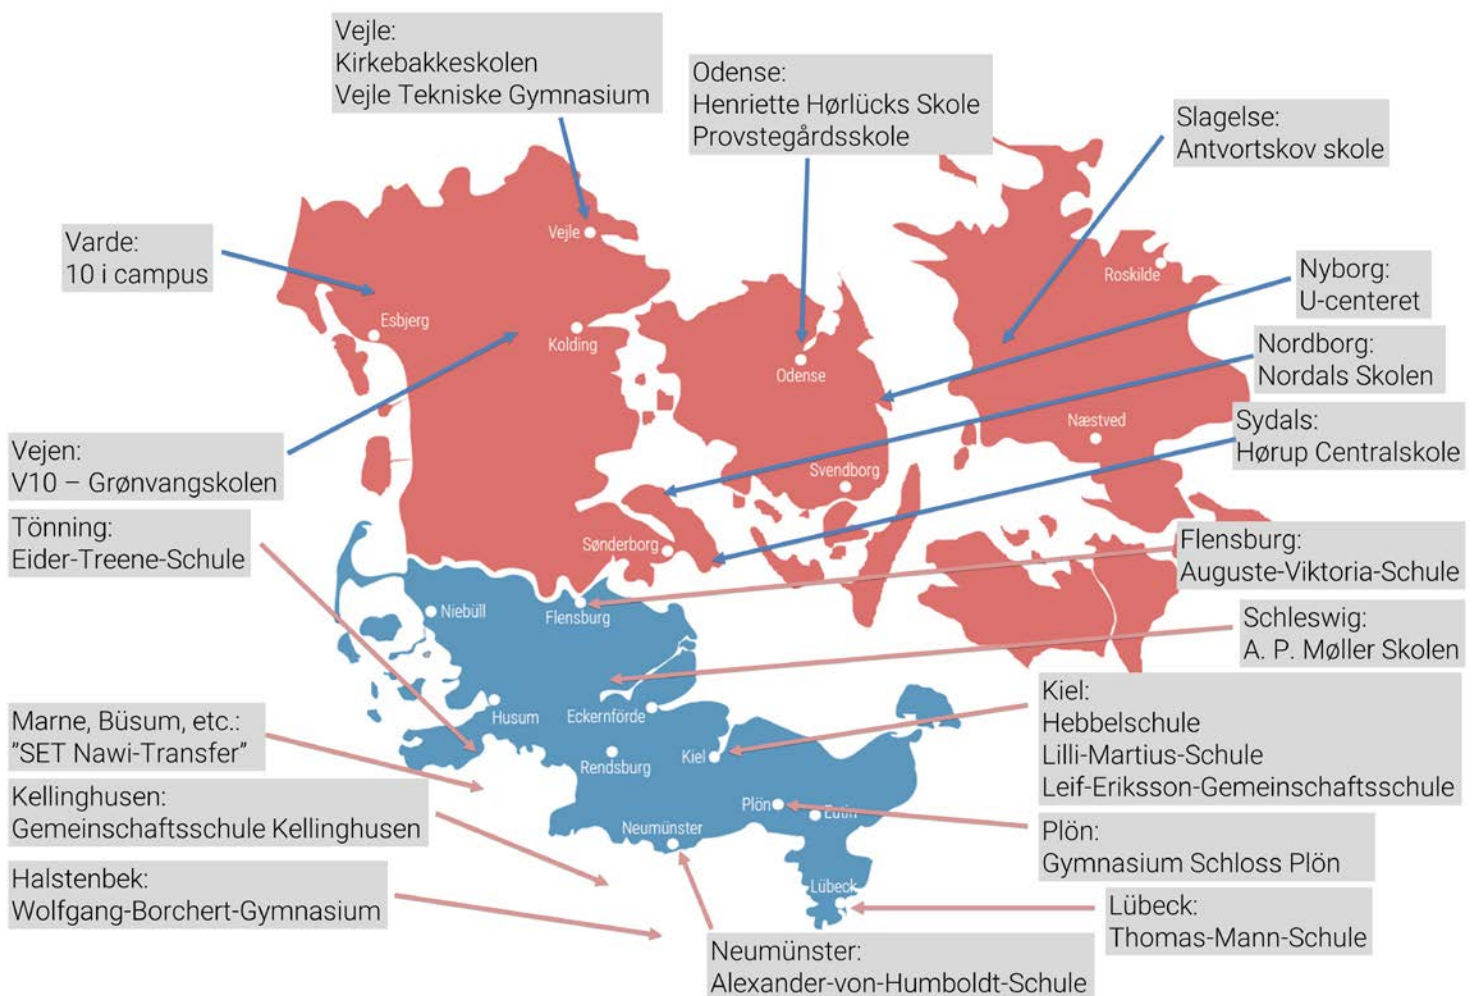 Vejle:
Kirkebakkeskolen
Vejle Tekniske Gymnasium
Odense:
Henriette Hørlücks Skole
Provstegårdsskole
Slagelse:
Antvortskov skole
Varde:
10 i campus
Nyborg:
U-centeret
Nordborg:
Nordals Skolen
Sydals:
Hørup Centralskole
Vejen:
V10 – Grønvangskolen
Tönning:
Eider-Treene-Schule
Flensburg:
Auguste-Viktoria-Schule
Schleswig:
A. P. Møller Skolen
Marne, Büsum, etc.:
”SET Nawi-Transfer”
Kiel:
Hebbelschule
Lilli-Martius-Schule
Leif-Eriksson-Gemeinschaftsschule
Kellinghusen:
Gemeinschaftsschule Kellinghusen
Plön:
Gymnasium Schloss Plön
Halstenbek:
Wolfgang-Borchert-Gymnasium
Lübeck:
Thomas-Mann-Schule
Neumünster:
Alexander-von-Humboldt-Schule
Vejle
Roskilde
Esbjerg
Kolding
Odense
Næstved
Svendborg
Sønderborg
Niebüll
Flensburg
Husum
Eckernförde
Rendsburg
Kiel
Plön
Eutin
Neumünster
Lübeck